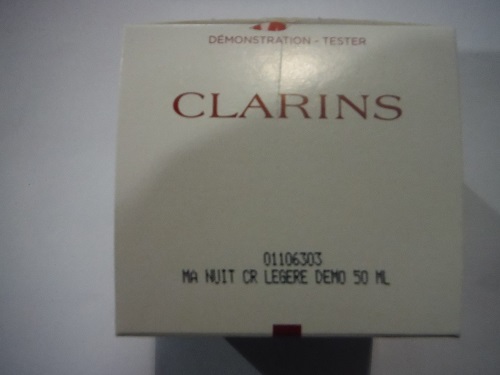 DÉMONSTRATION - TESTER
CLARINS
01106303
MA NUIT CR LEGERE DEMO 50 ML